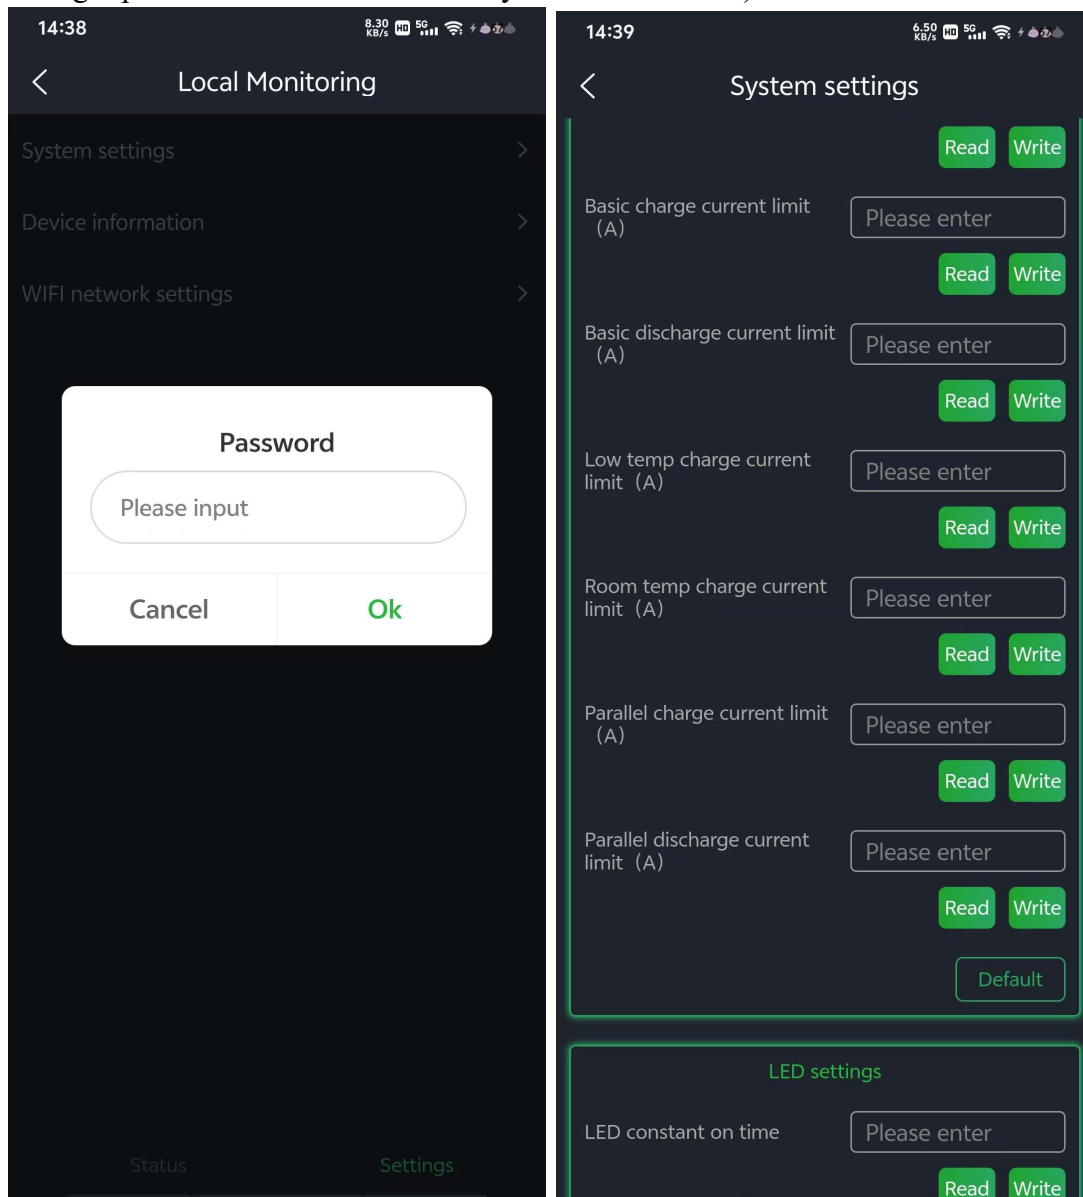 14:38
8.30 KB/s HD 5G
Local Monitoring
System settings
Device information
WIFI network settings
Password
Please input
Cancel
Ok
Status
Settings
14:39
6.50 KB/s HD 5G
System settings
Read
Write
Basic charge current limit
（A）
Please enter
Read
Write
Basic discharge current limit
（A）
Please enter
Read
Write
Low temp charge current
limit（A）
Please enter
Read
Write
Room temp charge current
limit（A）
Please enter
Read
Write
Parallel charge current limit
（A）
Please enter
Read
Write
Parallel discharge current
limit（A）
Please enter
Read
Write
Default
LED settings
LED constant on time
Please enter
Read
Write